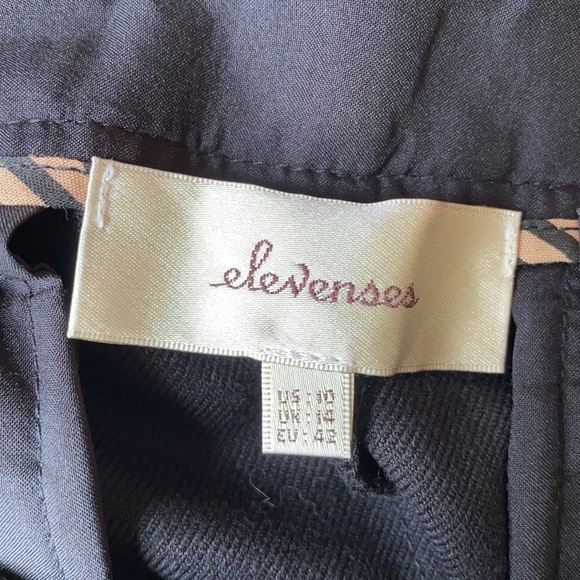 elevenses
US : 10
UK : 14
EU : 42